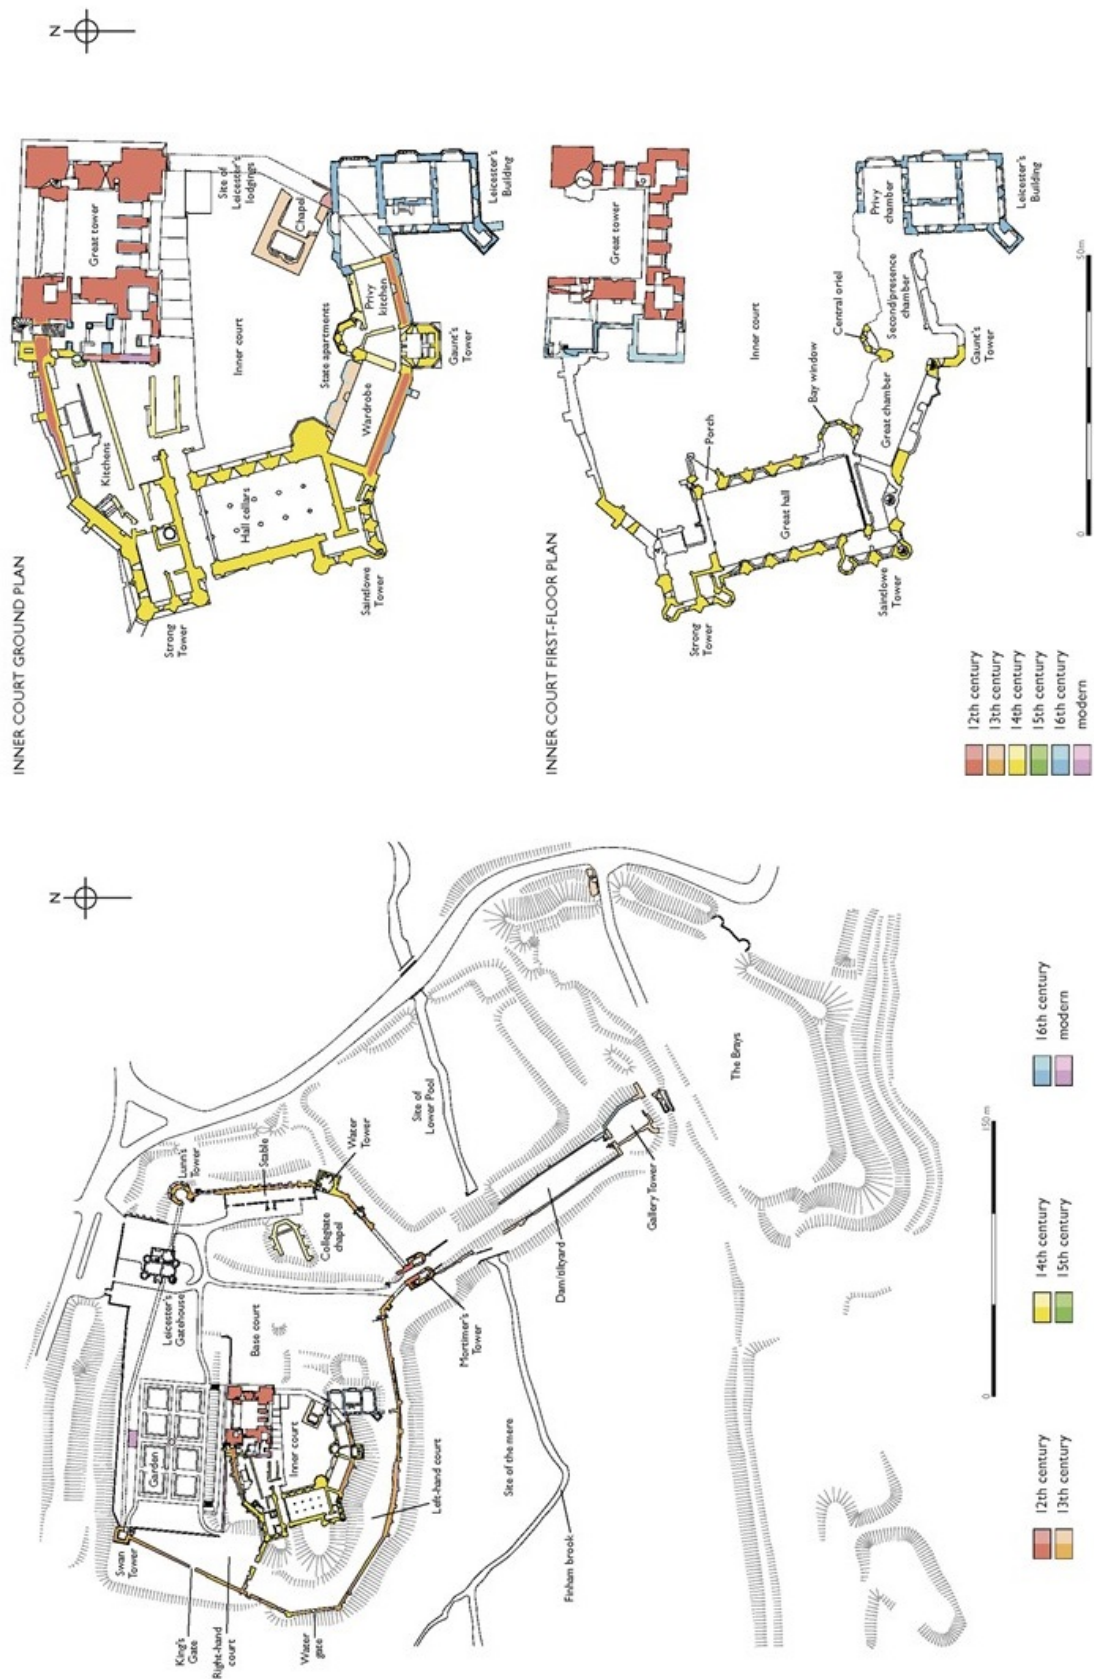 N
Swan
Tower
King's
Gate
Right-hand
court
Water
gate
Garden
Leicester's
Gatehouse
Lunn's
Tower
Stable
Water
Tower
Collegiate
chapel
Base court
Inner court
Left-hand court
Mortimer's
Tower
Site of
Lower Pool
Site of the mere
Finham brook
Dam/tiltyard
Gallery Tower
The Brays
0
150 m
12th century
13th century
14th century
15th century
16th century
modern
N
INNER COURT GROUND PLAN
Strong
Tower
Kitchens
Great tower
Site of
Leicester's
lodgings
Chapel
Inner court
Hall cellars
Saintlowe
Tower
State apartments
Wardrobe
Privy
kitchen
Gaunt's
Tower
Leicester's
Building
INNER COURT FIRST-FLOOR PLAN
Strong
Tower
Great tower
Inner court
Porch
Great hall
Saintlowe
Tower
Bay window
Great chamber
Central oriel
Second/presence
chamber
Gaunt's
Tower
Privy
chamber
Leicester's
Building
0
50m
12th century
13th century
14th century
15th century
16th century
modern